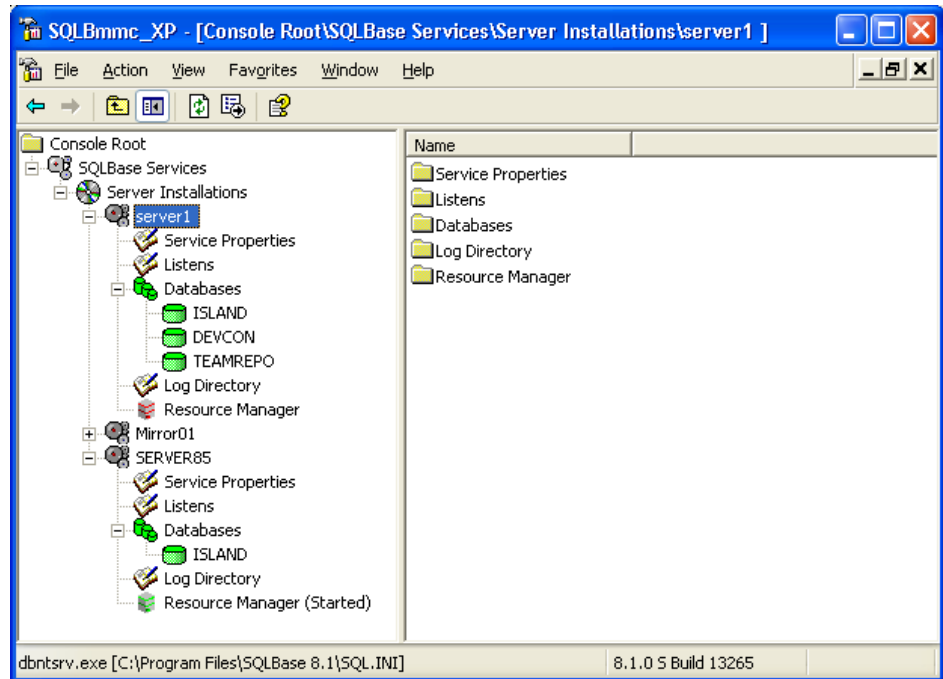 SQLBmmc_XP - [Console Root\SQLBase Services\Server Installations\server1 ]
File Action View Favorites Window Help
Console Root
SQLBase Services
Server Installations
server1
Service Properties
Listens
Databases
ISLAND
DEVCON
TEAMREPO
Log Directory
Resource Manager
Mirror01
SERVER85
Service Properties
Listens
Databases
ISLAND
Log Directory
Resource Manager (Started)
Name
Service Properties
Listens
Databases
Log Directory
Resource Manager
dbntsrv.exe [C:\Program Files\SQLBase 8.1\SQL.INI] 8.1.0 S Build 13265